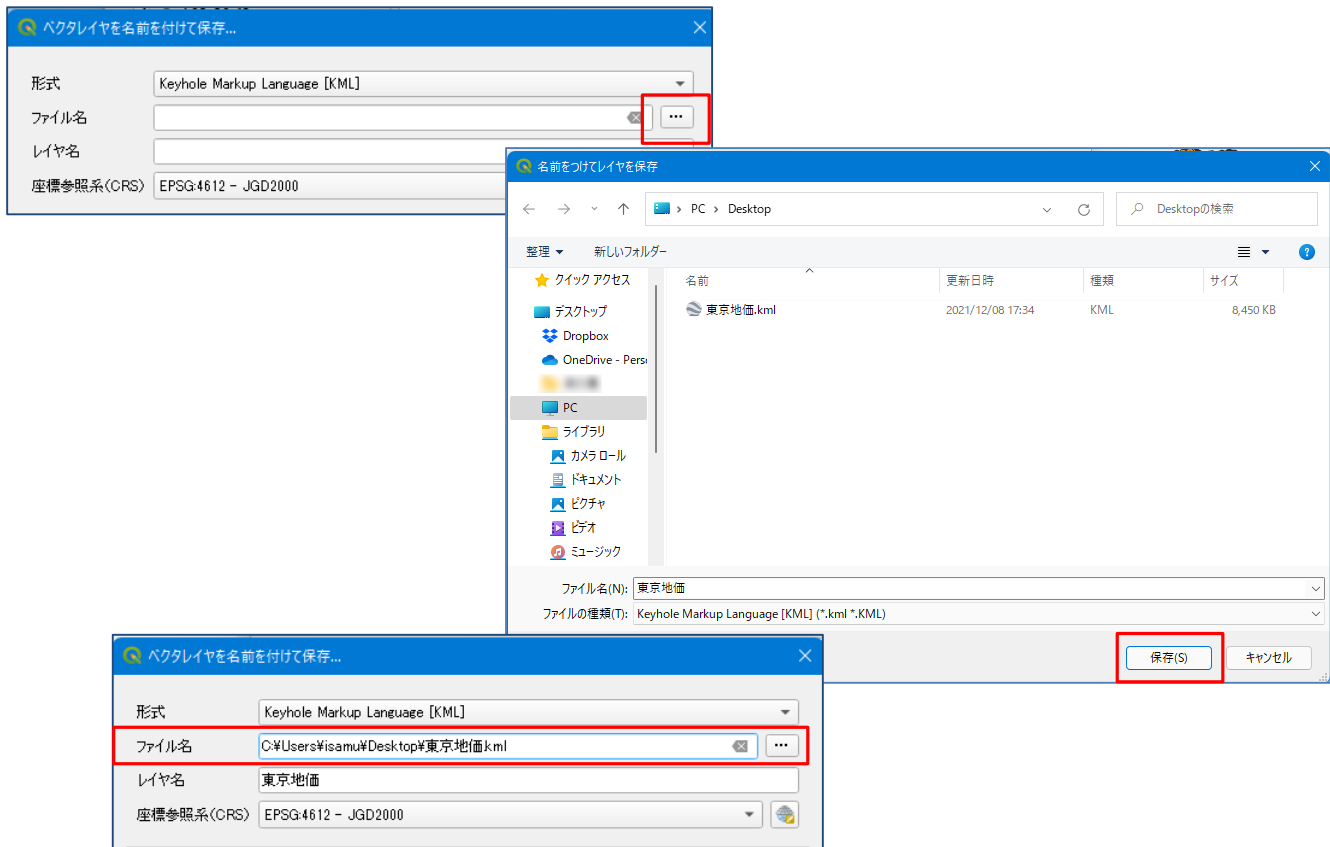 ベクタレイヤを名前を付けて保存...
形式 Keyhole Markup Language [KML]
ファイル名 ...
レイヤ名
座標参照系(CRS) EPSG:4612 - JGD2000
名前をつけてレイヤを保存
PC › Desktop Desktopの検索
整理 新しいフォルダー
クイック アクセス 名前 更新日時 種類 サイズ
デスクトップ 東京地価.kml 2021/12/08 17:34 KML 8,450 KB
Dropbox
OneDrive - Perso
PC
ライブラリ
カメラ ロール
ドキュメント
ピクチャ
ビデオ
ミュージック
ファイル名(N): 東京地価
ファイルの種類(T): Keyhole Markup Language [KML] (*.kml *.KML)
保存(S) キャンセル
ベクタレイヤを名前を付けて保存...
形式 Keyhole Markup Language [KML]
ファイル名 C:¥Users¥isamu¥Desktop¥東京地価.kml ...
レイヤ名 東京地価
座標参照系(CRS) EPSG:4612 - JGD2000